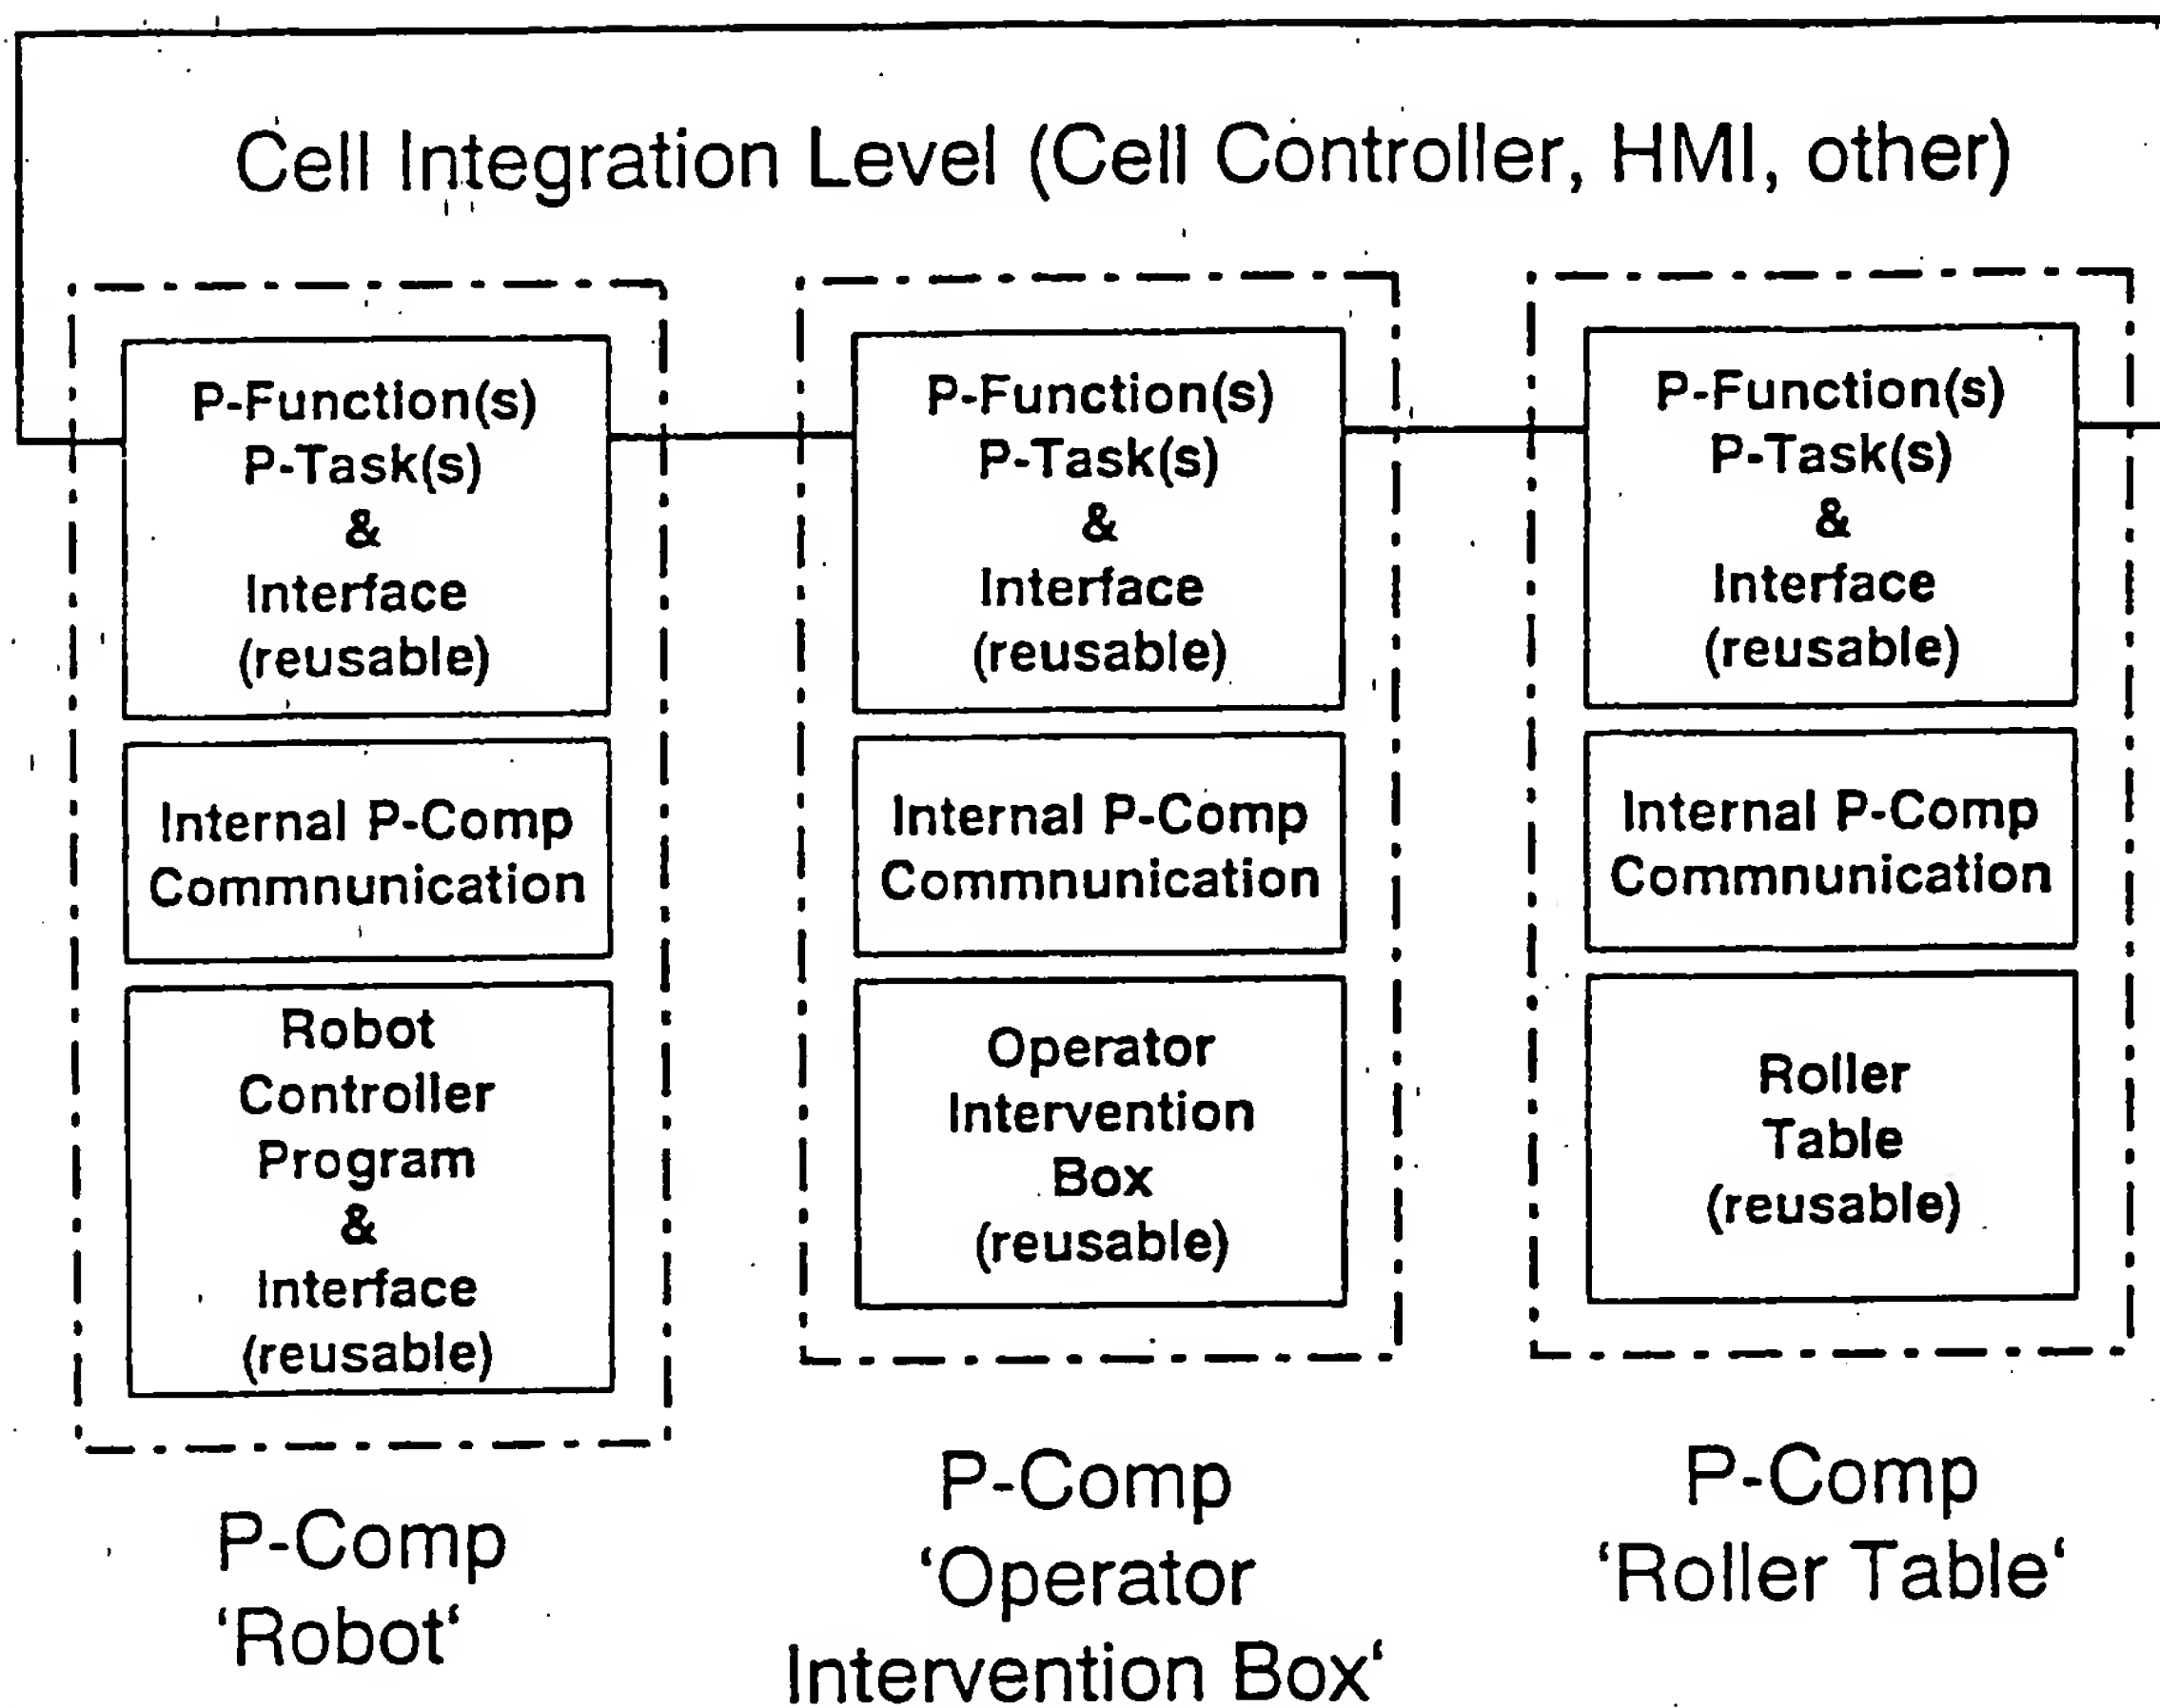 Cell Integration Level (Cell Controller, HMI, other)
P-Function(s)
P-Task(s)
&
Interface
(reusable)
Internal P-Comp
Commnunication
Robot
Controller
Program
&
Interface
(reusable)
P-Comp
‘Robot‘
P-Function(s)
P-Task(s)
&
Interface
(reusable)
Internal P-Comp
Commnunication
Operator
Intervention
Box
(reusable)
P-Comp
‘Operator
Intervention Box‘
P-Function(s)
P-Task(s)
&
Interface
(reusable)
Internal P-Comp
Commnunication
Roller
Table
(reusable)
P-Comp
‘Roller Table‘